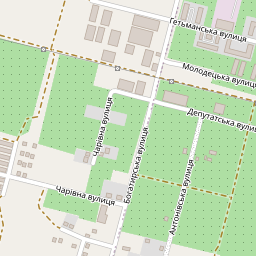 Гетьманська вулиця
Молодецька вулиця
Депутатська вулиця
Чарівна вулиця
Богатирська вулиця
Антонівська вулиця
Чарівна вулиця